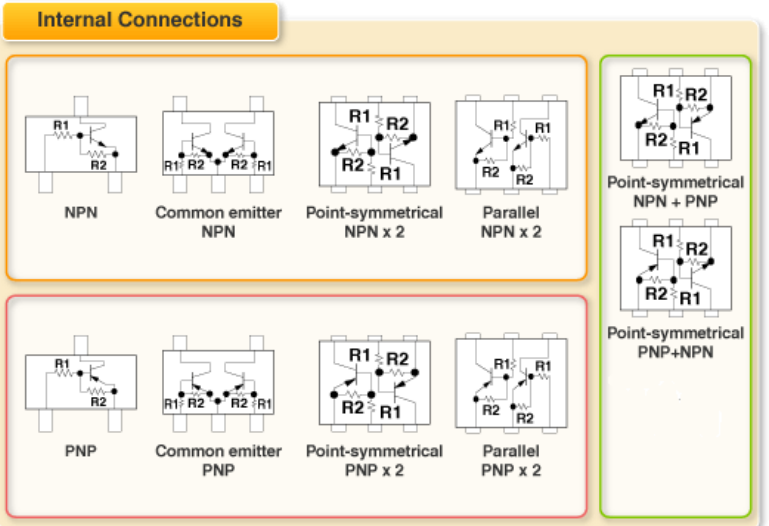 Internal Connections
R1
R2
NPN
R1 R2 R2 R1
Common emitter
NPN
R1
R2
R2
R1
Point-symmetrical
NPN x 2
R1
R1
R2
R2
Parallel
NPN x 2
R1
R2
R2
R1
Point-symmetrical
NPN + PNP
R1
R2
R2
R1
Point-symmetrical
PNP+NPN
R1
R2
PNP
R1 R2 R2 R1
Common emitter
PNP
R1
R2
R2
R1
Point-symmetrical
PNP x 2
R1
R1
R2
R2
Parallel
PNP x 2